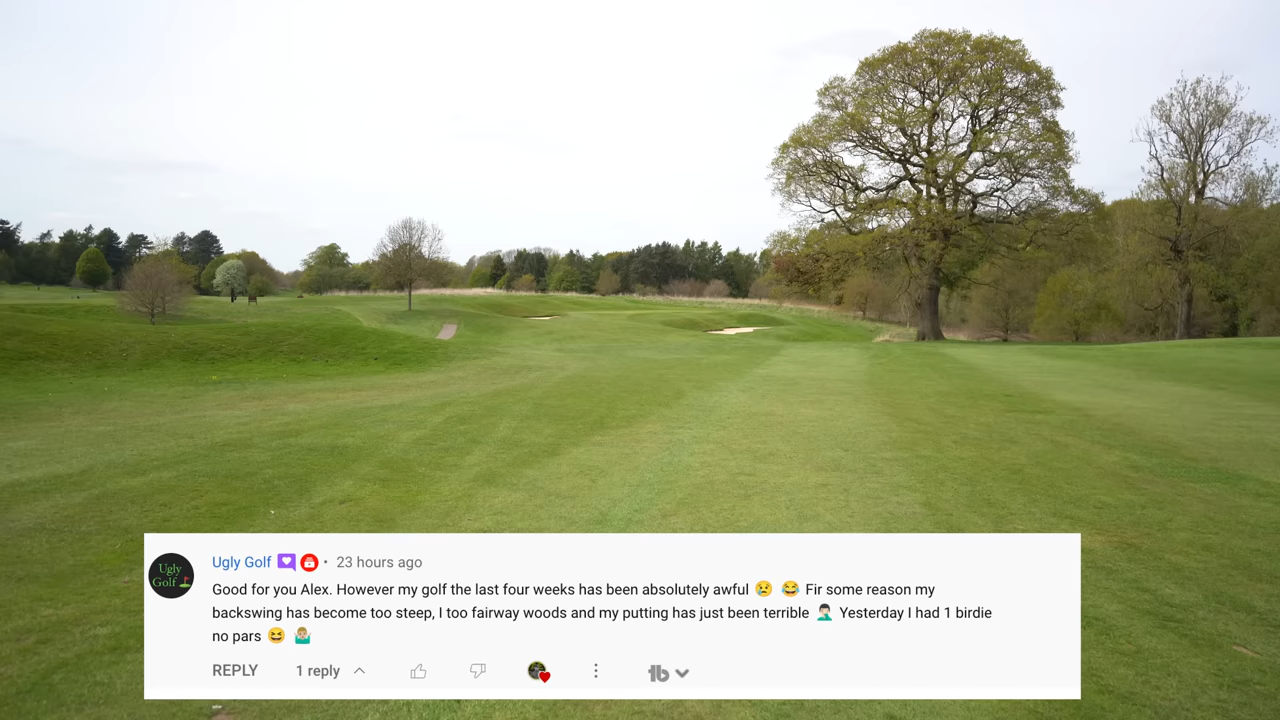 Ugly Golf • 23 hours ago
Ugly
Golf
Good for you Alex. However my golf the last four weeks has been absolutely awful 😢 😂 Fir some reason my
backswing has become too steep, I too fairway woods and my putting has just been terrible 🤦🏻‍♂️ Yesterday I had 1 birdie
no pars 😆 🤷🏼‍♂️
REPLY 1 reply
tb